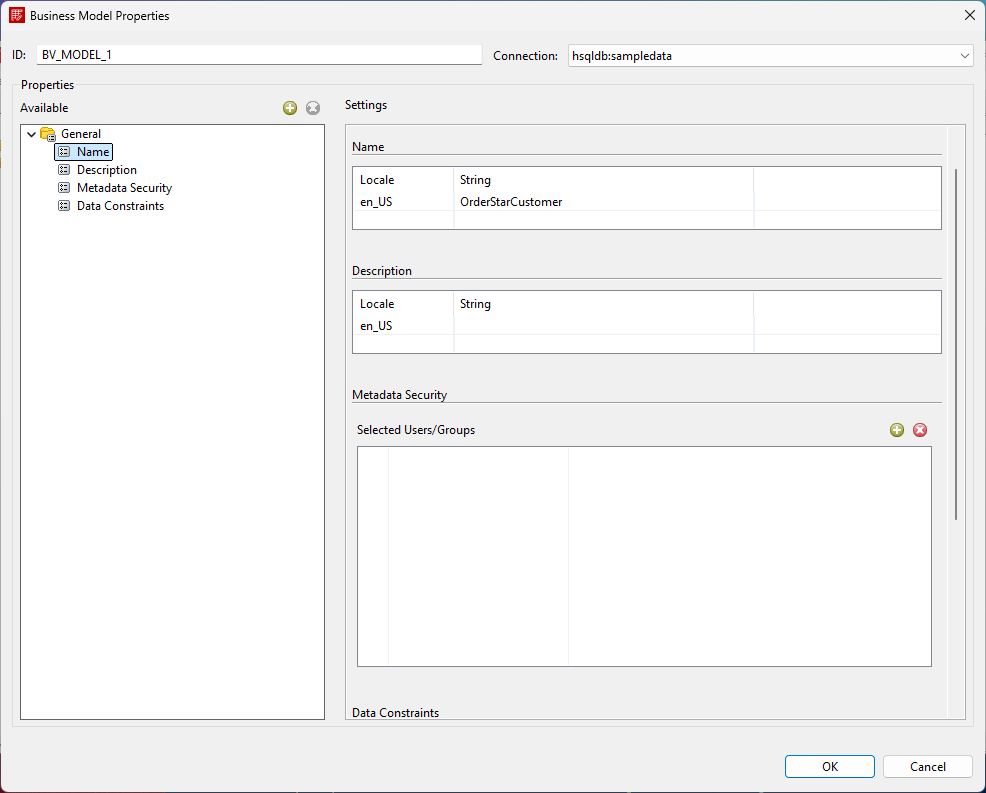 Business Model Properties
ID: BV_MODEL_1 Connection: hsqldb:sampledata
Properties
Available
General
Name
Description
Metadata Security
Data Constraints
Settings
Name
Locale String
en_US OrderStarCustomer
Description
Locale String
en_US
Metadata Security
Selected Users/Groups
Data Constraints
OK Cancel